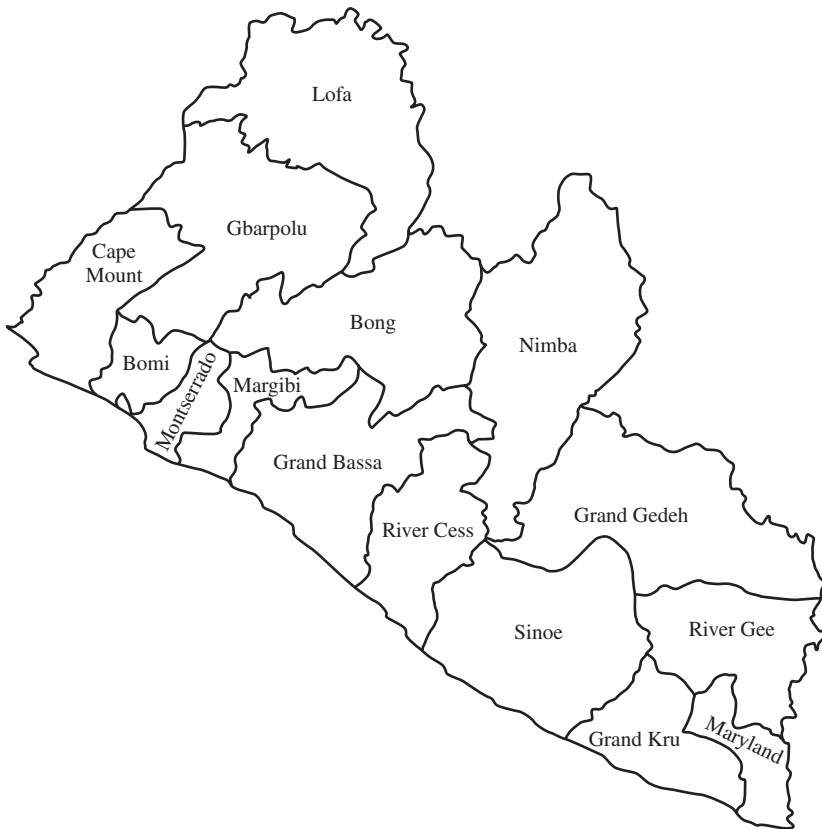 Lofa
Gbarpolu
Cape
Mount
Bong
Nimba
Bomi
Montserrado
Margibi
Grand Bassa
Grand Gedeh
River Cess
Sinoe
River Gee
Grand Kru
Maryland